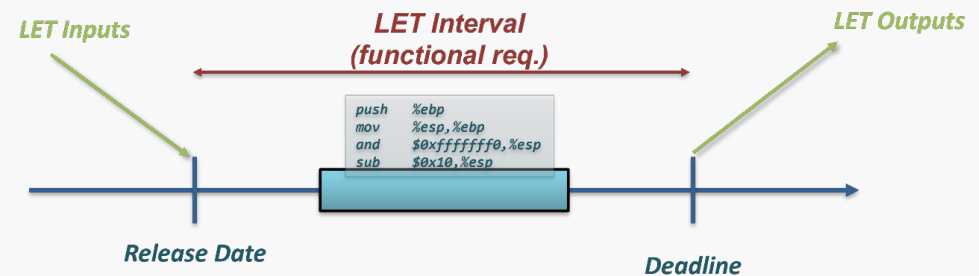 LET Inputs
LET Interval
(functional req.)
LET Outputs
push %ebp
mov %esp,%ebp
and $0xfffffff0,%esp
sub $0x10,%esp
Release Date
Deadline